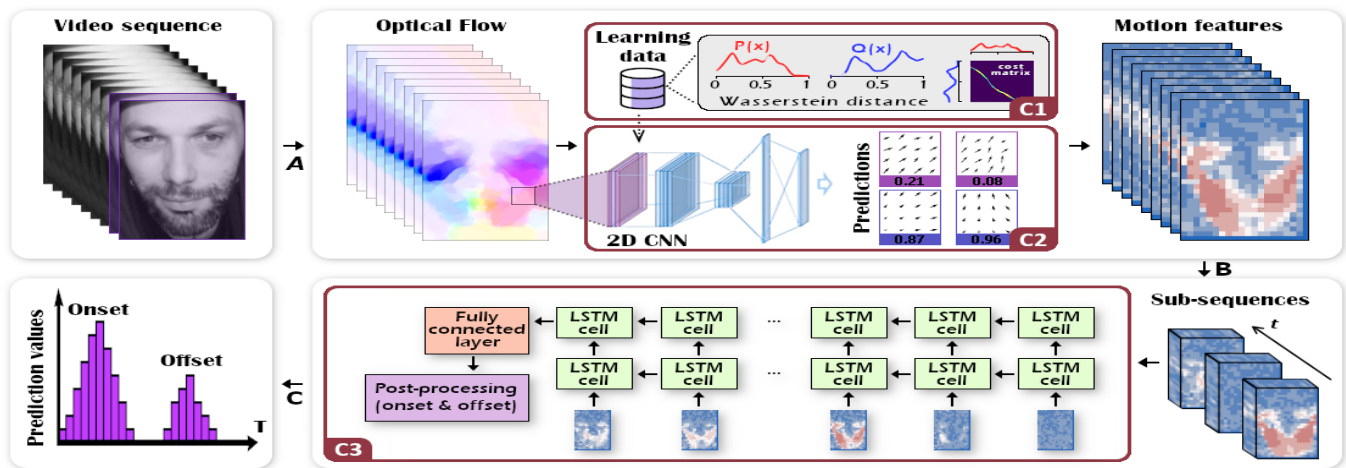 Video sequence
A
Optical Flow
Learning
data
P(x)
0 0.5 1
Q(x)
0 0.5 1
cost
matrix
Wasserstein distance
C1
2D CNN
Predictions
0.21
0.08
0.87
0.96
C2
Motion features
B
Sub-sequences
t
LSTM
cell
LSTM
cell
...
LSTM
cell
LSTM
cell
LSTM
cell
LSTM
cell
LSTM
cell
...
LSTM
cell
LSTM
cell
LSTM
cell
Fully
connected
layer
Post-processing
(onset & offset)
C3
C
Prediction values
Onset
Offset
T